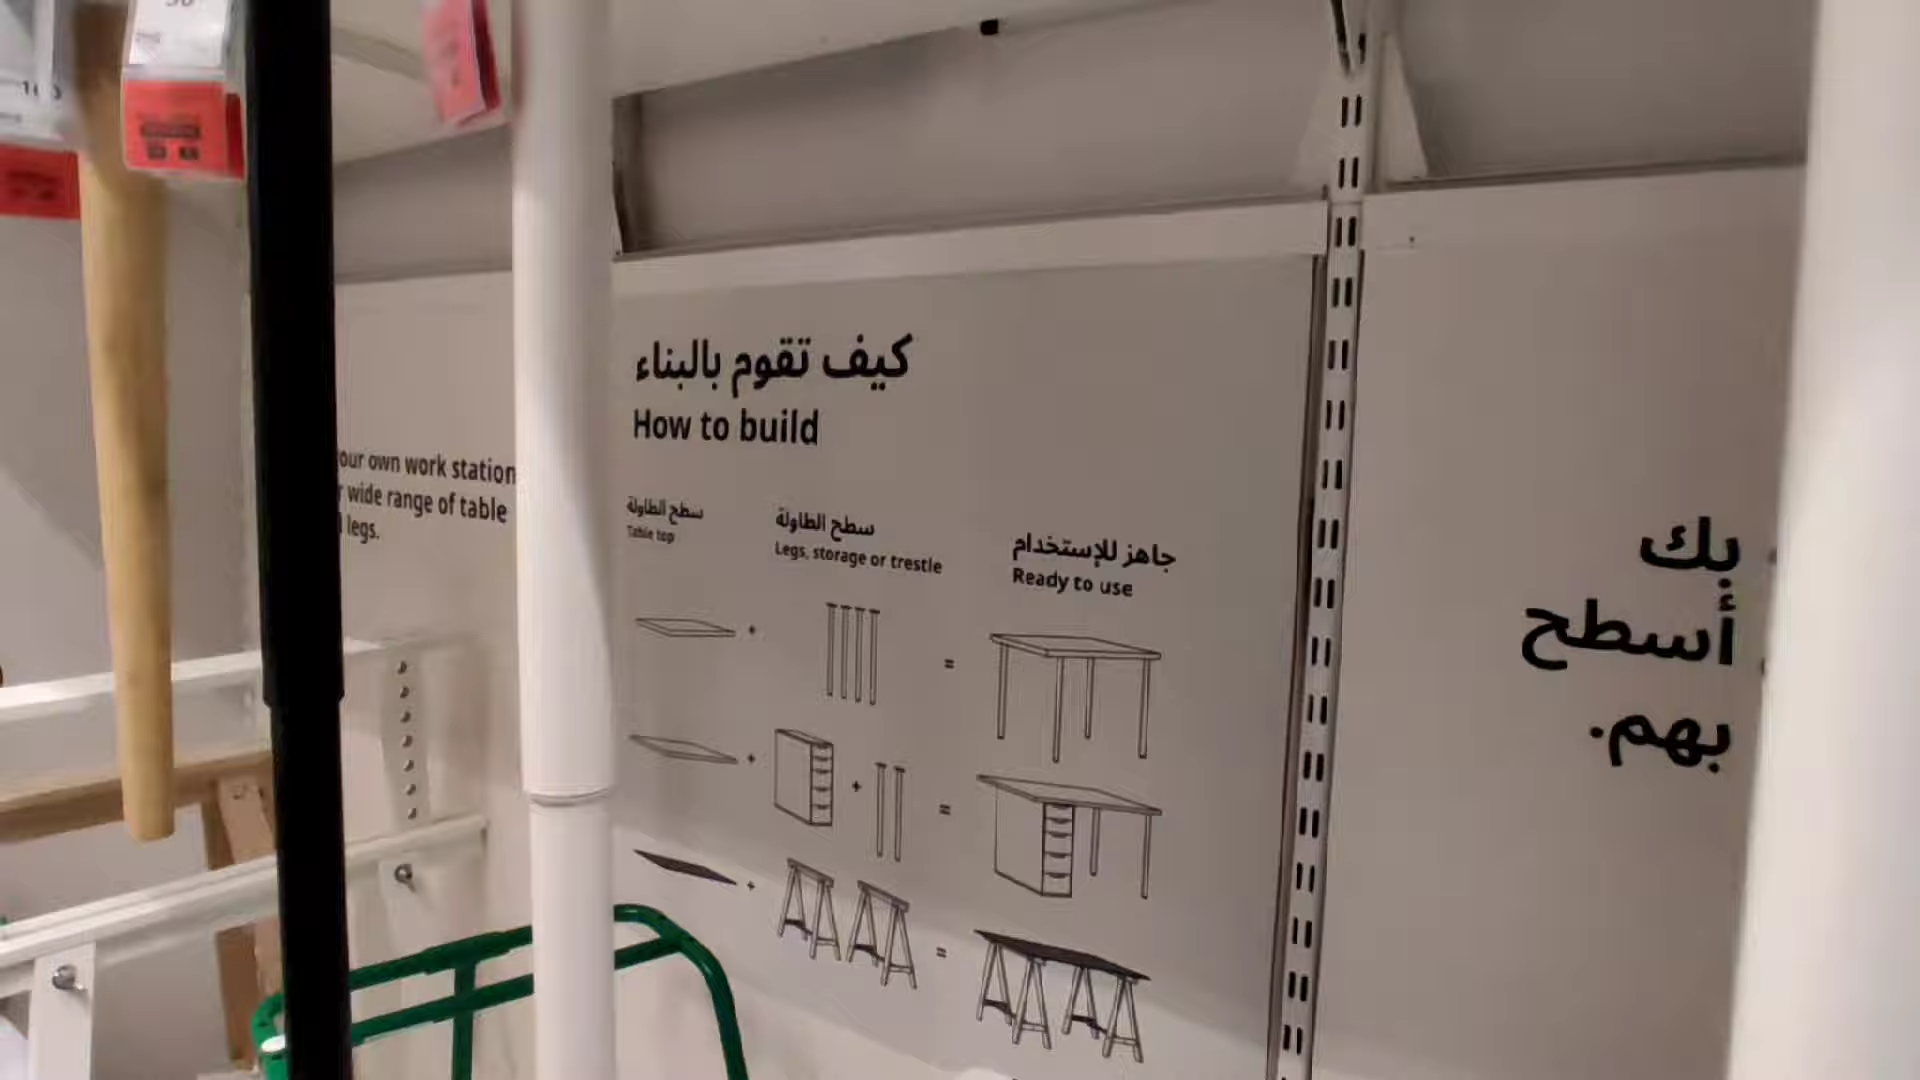 كيف تقوم بالبناء
How to build
our own work station
wide range of table
legs.
سطح الطاولة
Table top
سطح الطاولة
Legs, storage or trestle
جاهز للإستخدام
Ready to use
+
=
+
+
=
+
=
بك
أسطح
بهم.